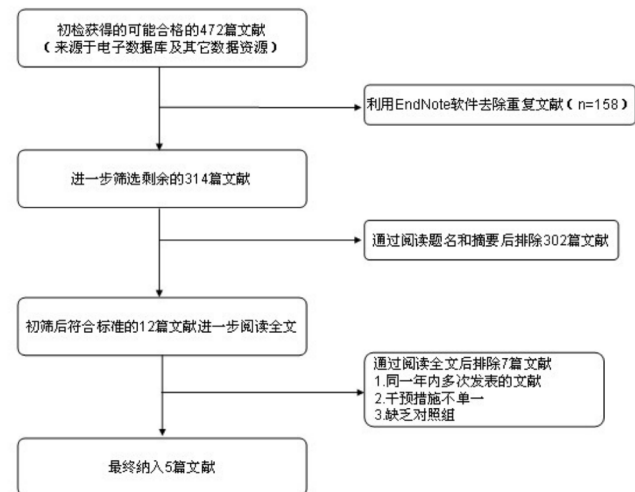 初检获得的可能合格的472篇文献
（来源于电子数据库及其它数据资源）
利用EndNote软件去除重复文献（n=158）
进一步筛选剩余的314篇文献
通过阅读题名和摘要后排除302篇文献
初筛后符合标准的12篇文献进一步阅读全文
通过阅读全文后排除7篇文献
1.同一年内多次发表的文献
2.干预措施不单一
3.缺乏对照组
最终纳入5篇文献